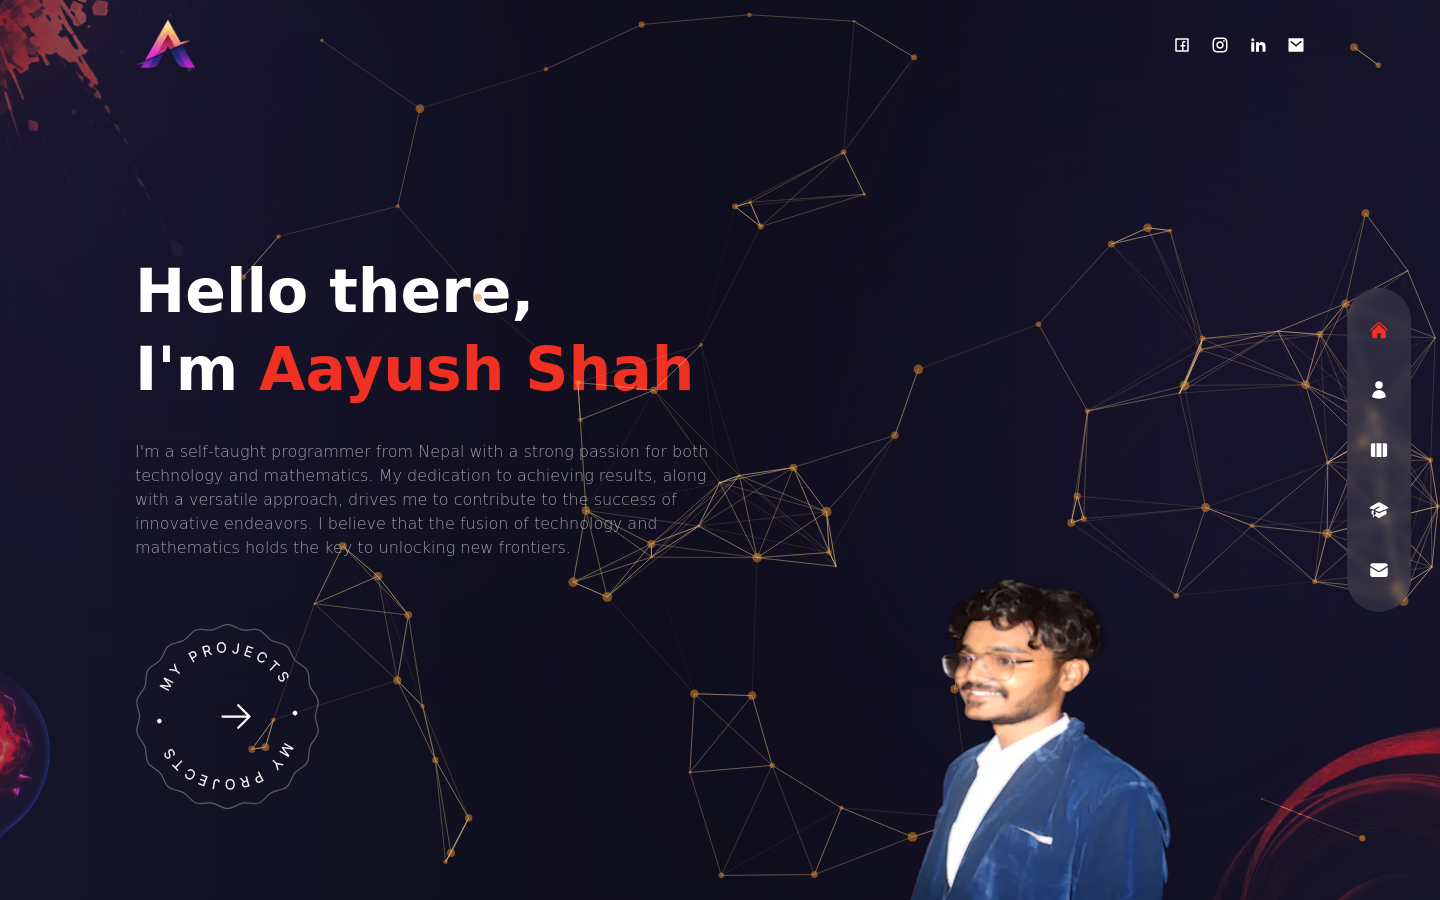 Hello there,
I'm Aayush Shah
I'm a self-taught programmer from Nepal with a strong passion for both
technology and mathematics. My dedication to achieving results, along
with a versatile approach, drives me to contribute to the success of
innovative endeavors. I believe that the fusion of technology and
mathematics holds the key to unlocking new frontiers.
MY PROJECTS • MY PROJECTS •